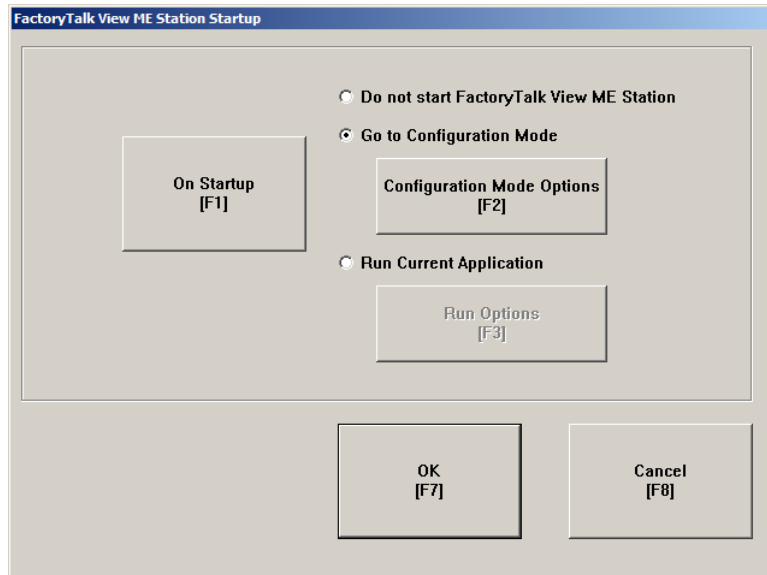 FactoryTalk View ME Station Startup
Do not start FactoryTalk View ME Station
Go to Configuration Mode
On Startup
[F1]
Configuration Mode Options
[F2]
Run Current Application
Run Options
[F3]
OK
[F7]
Cancel
[F8]